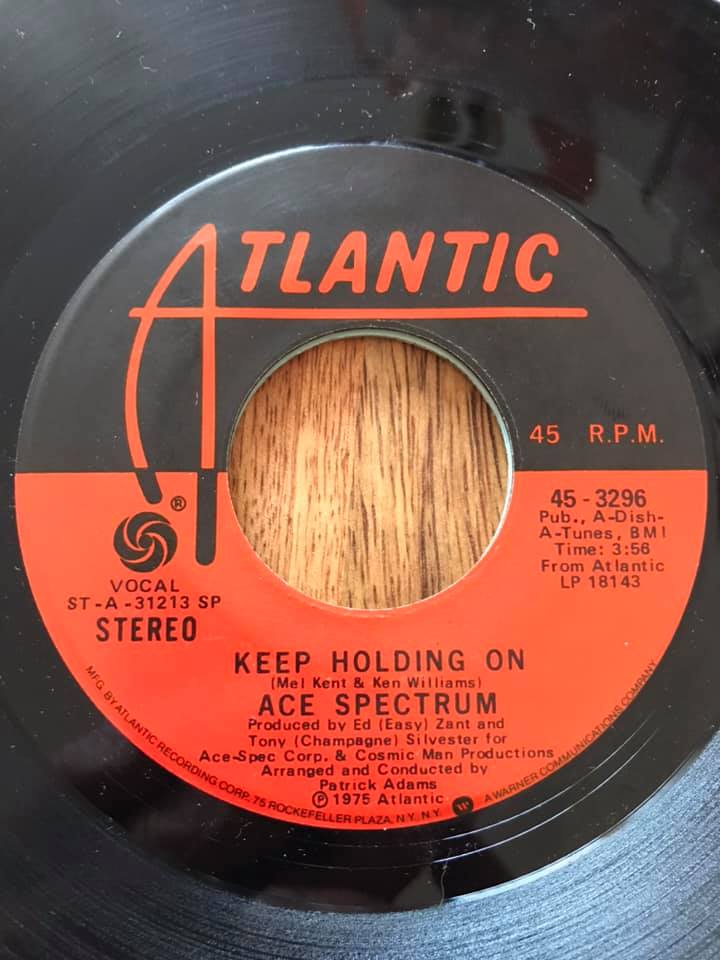 ATLANTIC
45 R.P.M.
®
VOCAL
ST-A-31213 SP
STEREO
45-3296
Pub., A-Dish-
A-Tunes, BMI
Time: 3:56
From Atlantic
LP 18143
KEEP HOLDING ON
(Mel Kent & Ken Williams)
ACE SPECTRUM
Produced by Ed (Easy) Zant and
Tony (Champagne) Silvester for
Ace-Spec Corp. & Cosmic Man Productions
Arranged and Conducted by
Patrick Adams
Ⓟ 1975 Atlantic
MFG. BY ATLANTIC RECORDING CORP. 75 ROCKEFELLER PLAZA, N.Y. N.Y. A WARNER COMMUNICATIONS COMPANY